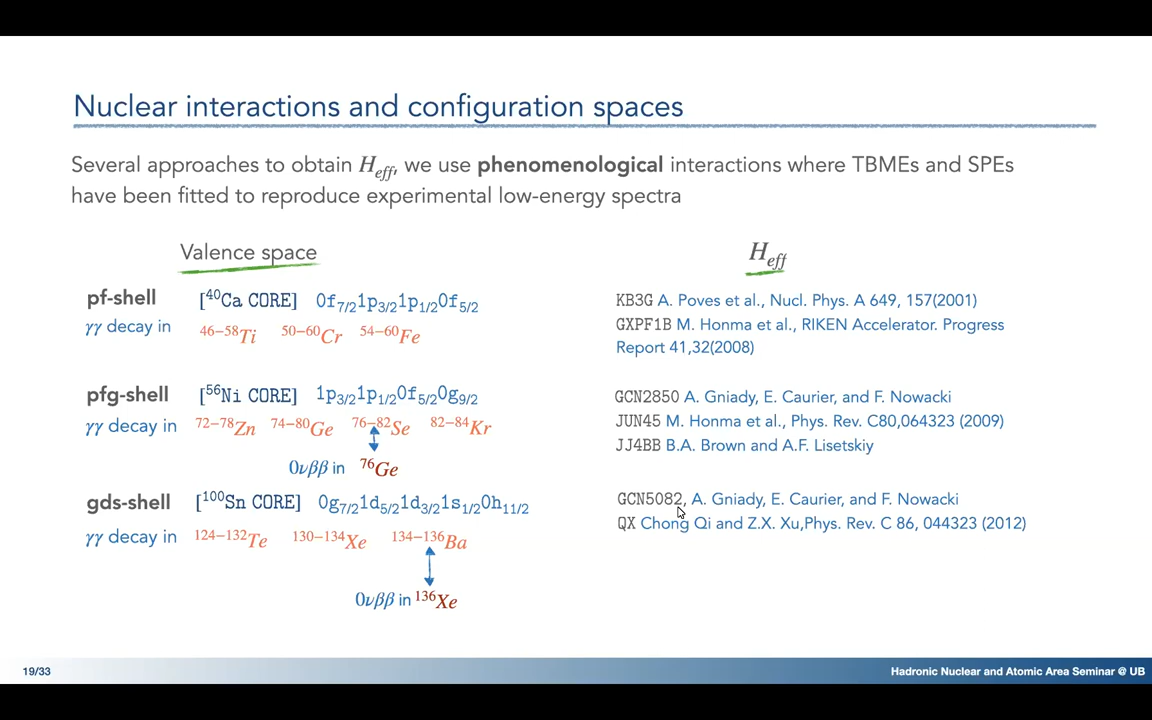 Nuclear interactions and configuration spaces
Several approaches to obtain H_eff, we use phenomenological interactions where TBMEs and SPEs
have been fitted to reproduce experimental low-energy spectra
Valence space
H_eff
pf-shell [⁴⁰Ca CORE] 0f₇/₂1p₃/₂1p₁/₂0f₅/₂
γγ decay in ⁴⁶⁻⁵⁸Ti ⁵⁰⁻⁶⁰Cr ⁵⁴⁻⁶⁰Fe
KB3G A. Poves et al., Nucl. Phys. A 649, 157(2001)
GXPF1B M. Honma et al., RIKEN Accelerator. Progress
Report 41,32(2008)
pfg-shell [⁵⁶Ni CORE] 1p₃/₂1p₁/₂0f₅/₂0g₉/₂
γγ decay in ⁷²⁻⁷⁸Zn ⁷⁴⁻⁸⁰Ge ⁷⁶⁻⁸²Se ⁸²⁻⁸⁴Kr
0νββ in ⁷⁶Ge
GCN2850 A. Gniady, E. Caurier, and F. Nowacki
JUN45 M. Honma et al., Phys. Rev. C80,064323 (2009)
JJ4BB B.A. Brown and A.F. Lisetskiy
gds-shell [¹⁰⁰Sn CORE] 0g₇/₂1d₅/₂1d₃/₂1s₁/₂0h₁₁/₂
γγ decay in ¹²⁴⁻¹³²Te ¹³⁰⁻¹³⁴Xe ¹³⁴⁻¹³⁶Ba
0νββ in ¹³⁶Xe
GCN5082, A. Gniady, E. Caurier, and F. Nowacki
QX Chong Qi and Z.X. Xu,Phys. Rev. C 86, 044323 (2012)
19/33
Hadronic Nuclear and Atomic Area Seminar @ UB